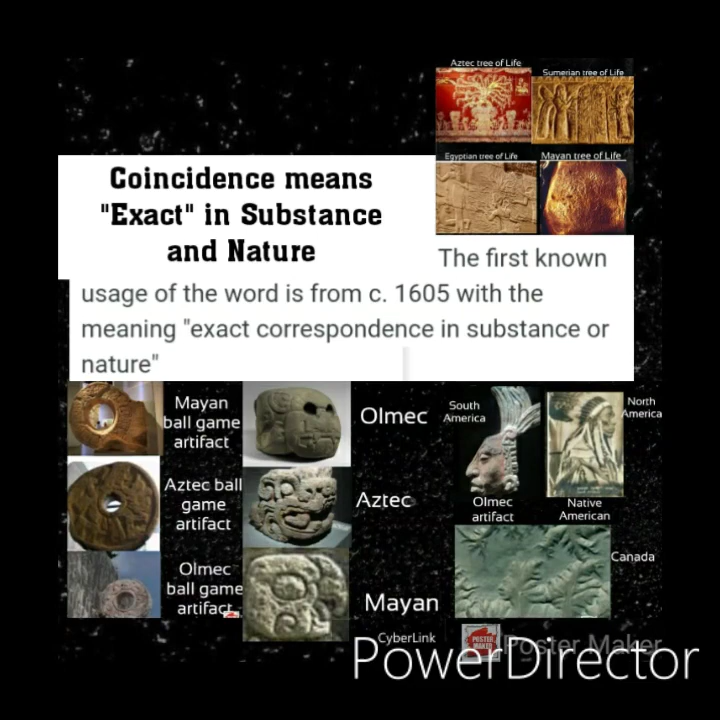 Aztec tree of Life
Sumerian tree of Life
Egyptian tree of Life
Mayan tree of Life
Coincidence means
"Exact" in Substance
and Nature
The first known
usage of the word is from c. 1605 with the
meaning "exact correspondence in substance or
nature"
Mayan
ball game
artifact
Olmec
South
America
North
America
Aztec ball
game
artifact
Aztec
Olmec
artifact
Native
American
Olmec
ball game
artifact
Mayan
Canada
CyberLink
PowerDirector
POSTER
MAKER
Poster Maker